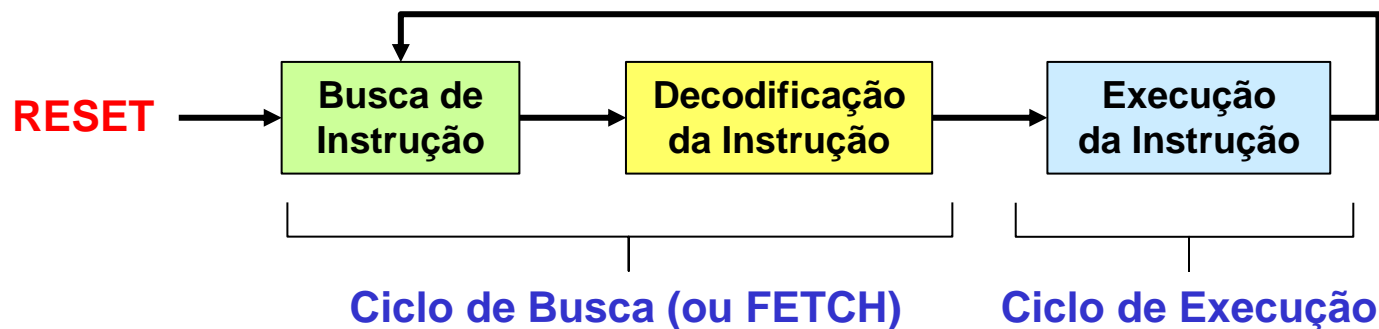 RESET
Busca de
Instrução
Decodificação
da Instrução
Execução
da Instrução
Ciclo de Busca (ou FETCH)
Ciclo de Execução